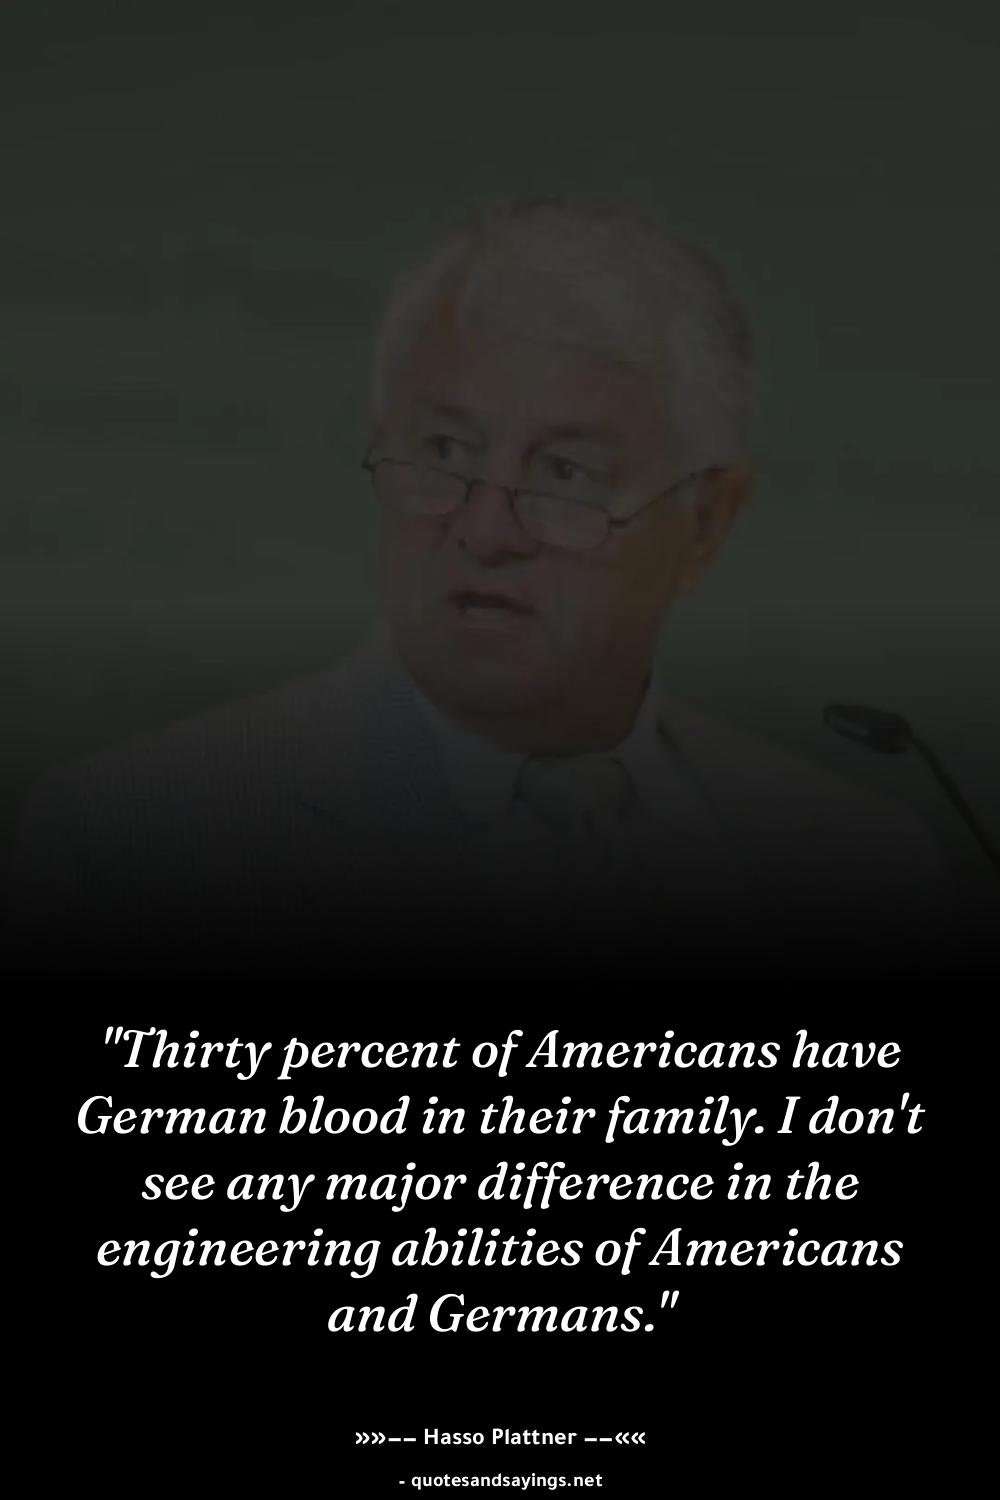 "Thirty percent of Americans have
German blood in their family. I don't
see any major difference in the
engineering abilities of Americans
and Germans."
»»–– Hasso Plattner ––««
- quotesandsayings.net